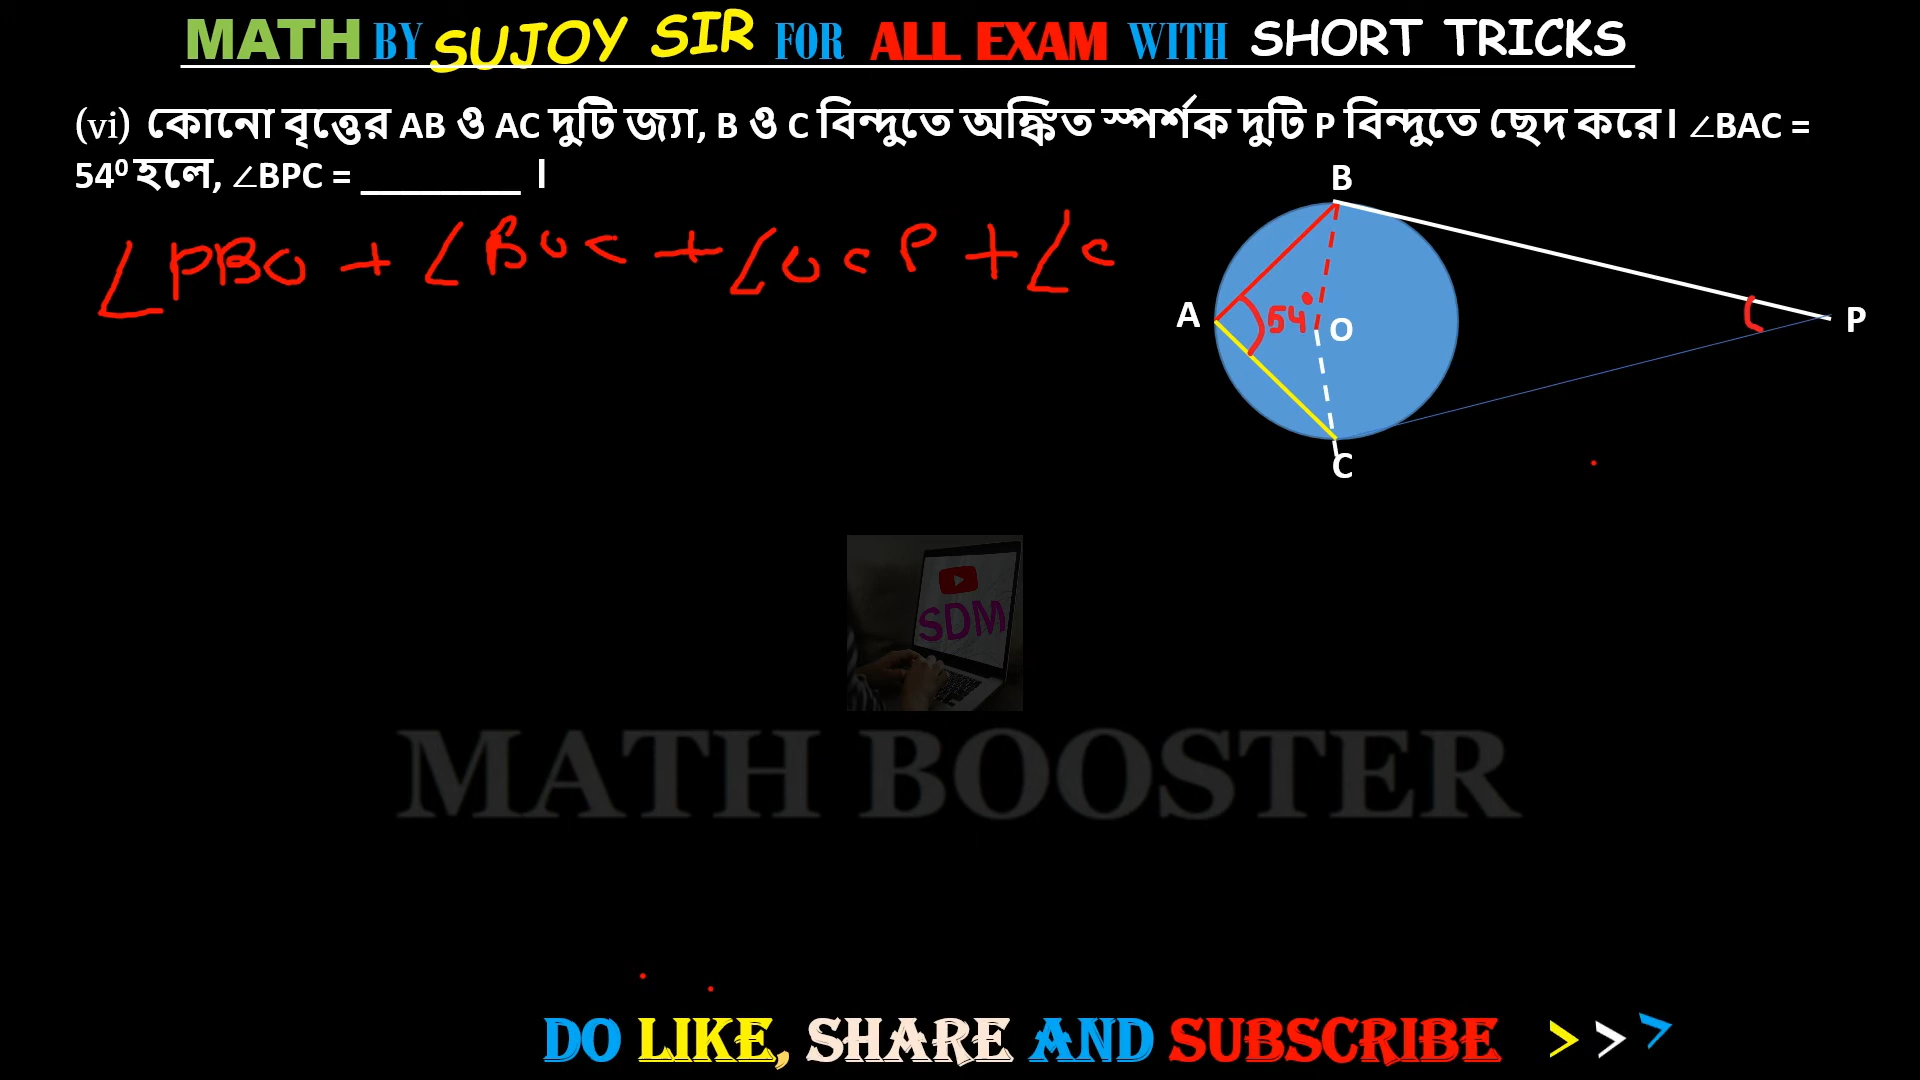 MATH BY SUJOY SIR FOR ALL EXAM WITH SHORT TRICKS
(vi) কোনো বৃত্তের AB ও AC দুটি জ্যা, B ও C বিন্দুতে অঙ্কিত স্পর্শক দুটি P বিন্দুতে ছেদ করে। ∠BAC =
54⁰ হলে, ∠BPC = _________ ।
∠PBO + ∠BOC + ∠OCP + ∠C
B
A
54°
O
P
C
SDM
MATH BOOSTER
DO LIKE, SHARE AND SUBSCRIBE >>>